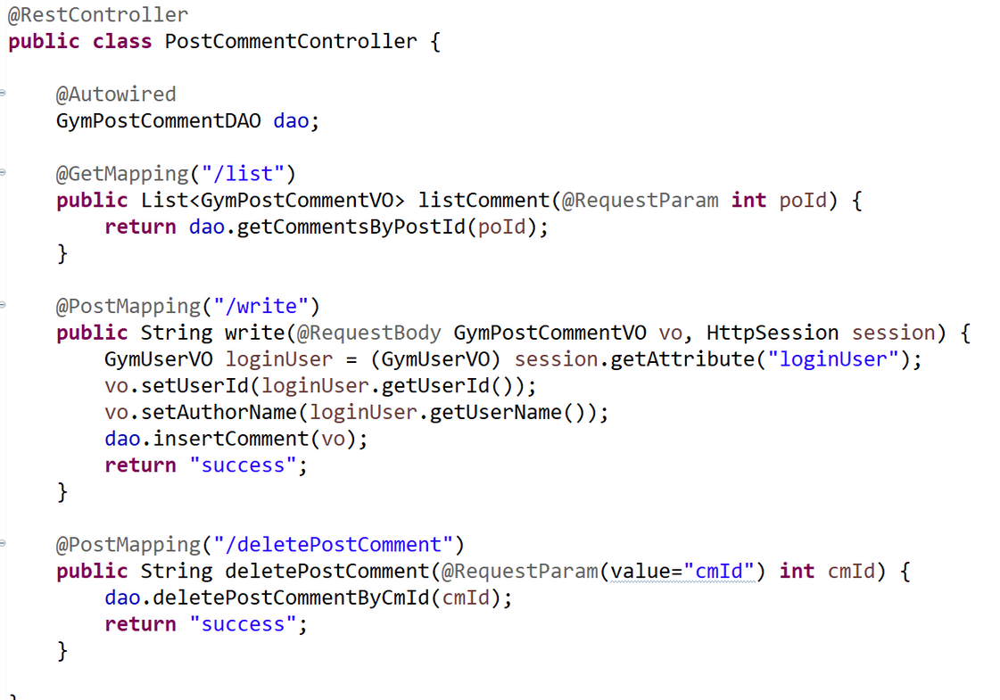 @RestController
public class PostCommentController {
@Autowired
GymPostCommentDAO dao;
@GetMapping("/list")
public List<GymPostCommentVO> listComment(@RequestParam int poId) {
return dao.getCommentsByPostId(poId);
}
@PostMapping("/write")
public String write(@RequestBody GymPostCommentVO vo, HttpSession session) {
GymUserVO loginUser = (GymUserVO) session.getAttribute("loginUser");
vo.setUserId(loginUser.getUserId());
vo.setAuthorName(loginUser.getUserName());
dao.insertComment(vo);
return "success";
}
@PostMapping("/deletePostComment")
public String deletePostComment(@RequestParam(value="cmId") int cmId) {
dao.deletePostCommentByCmId(cmId);
return "success";
}
}